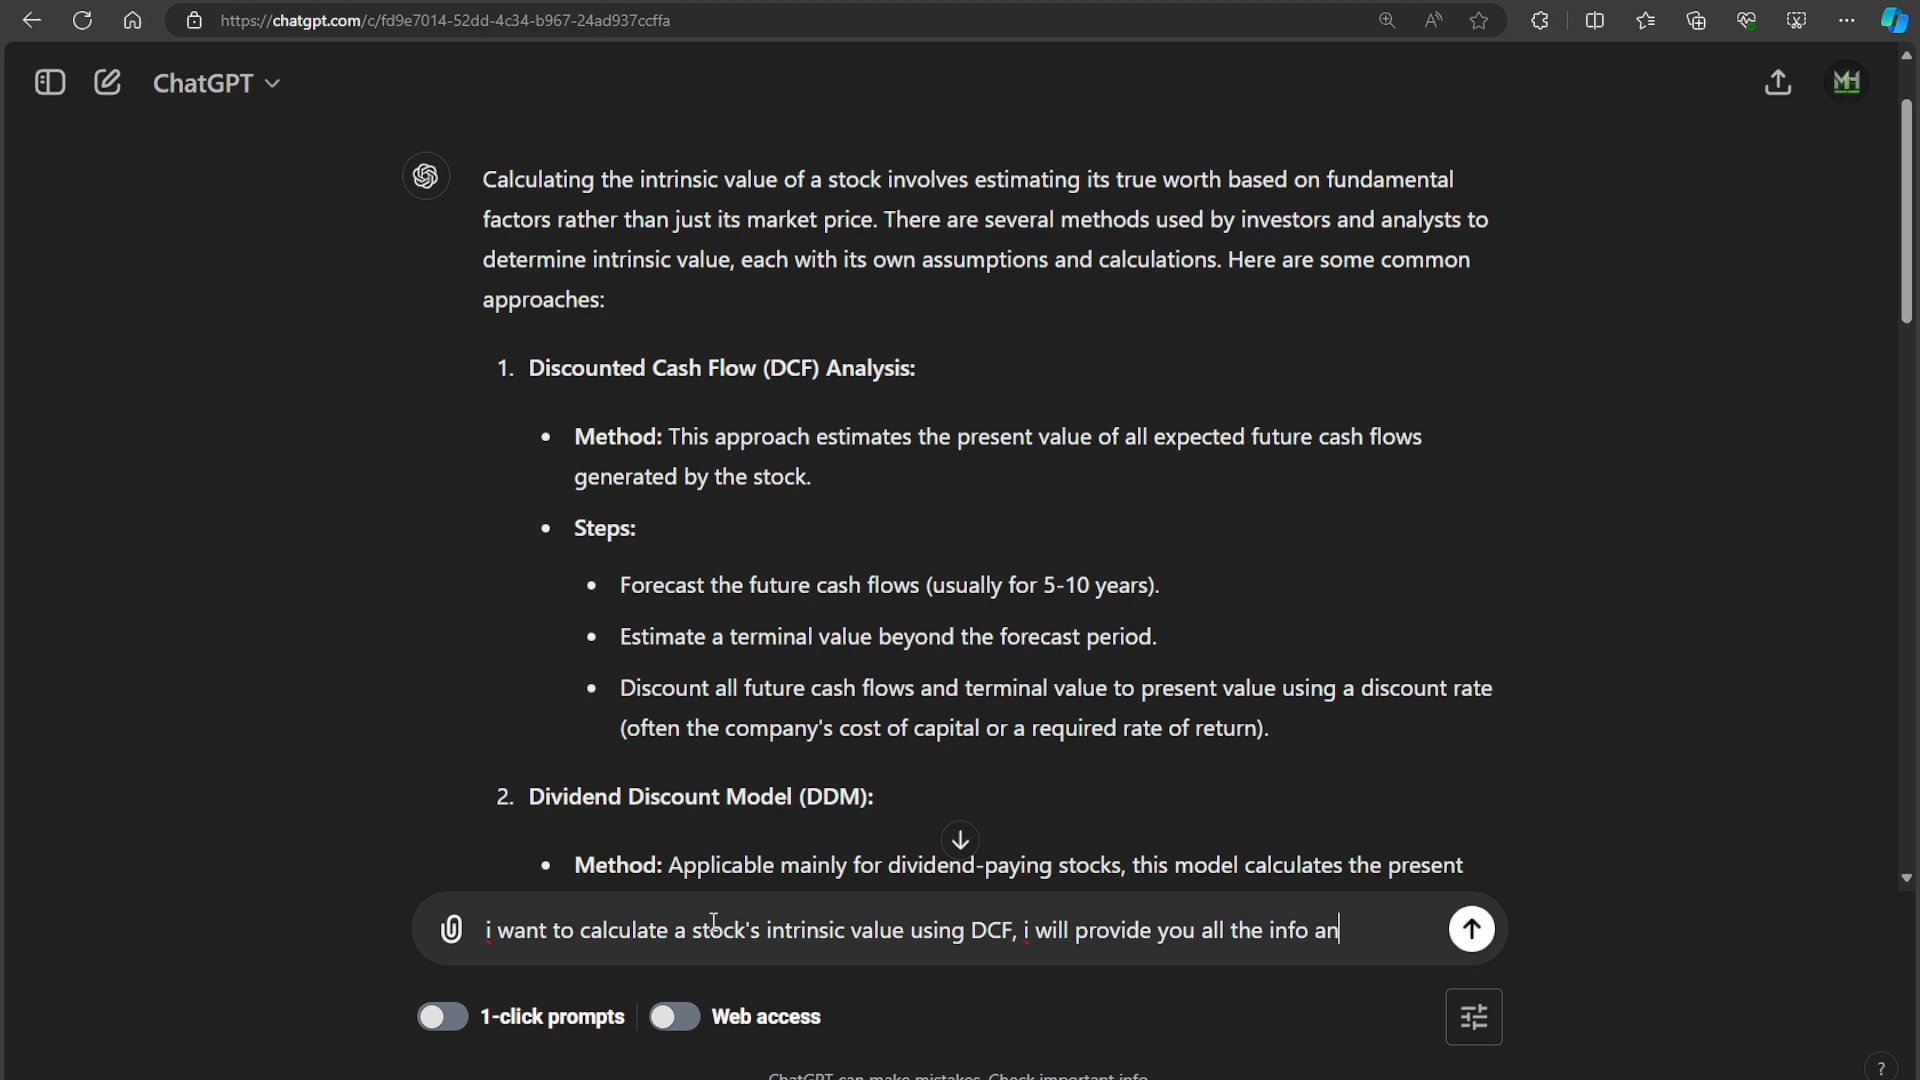 https://chatgpt.com/c/fd9e7014-52dd-4c34-b967-24ad937ccffa
ChatGPT
MH
Calculating the intrinsic value of a stock involves estimating its true worth based on fundamental
factors rather than just its market price. There are several methods used by investors and analysts to
determine intrinsic value, each with its own assumptions and calculations. Here are some common
approaches:
1. Discounted Cash Flow (DCF) Analysis:
• Method: This approach estimates the present value of all expected future cash flows
generated by the stock.
• Steps:
• Forecast the future cash flows (usually for 5-10 years).
• Estimate a terminal value beyond the forecast period.
• Discount all future cash flows and terminal value to present value using a discount rate
(often the company's cost of capital or a required rate of return).
2. Dividend Discount Model (DDM):
• Method: Applicable mainly for dividend-paying stocks, this model calculates the present
i want to calculate a stock's intrinsic value using DCF, i will provide you all the info an
1-click prompts
Web access
ChatGPT can make mistakes. Check important info.
?